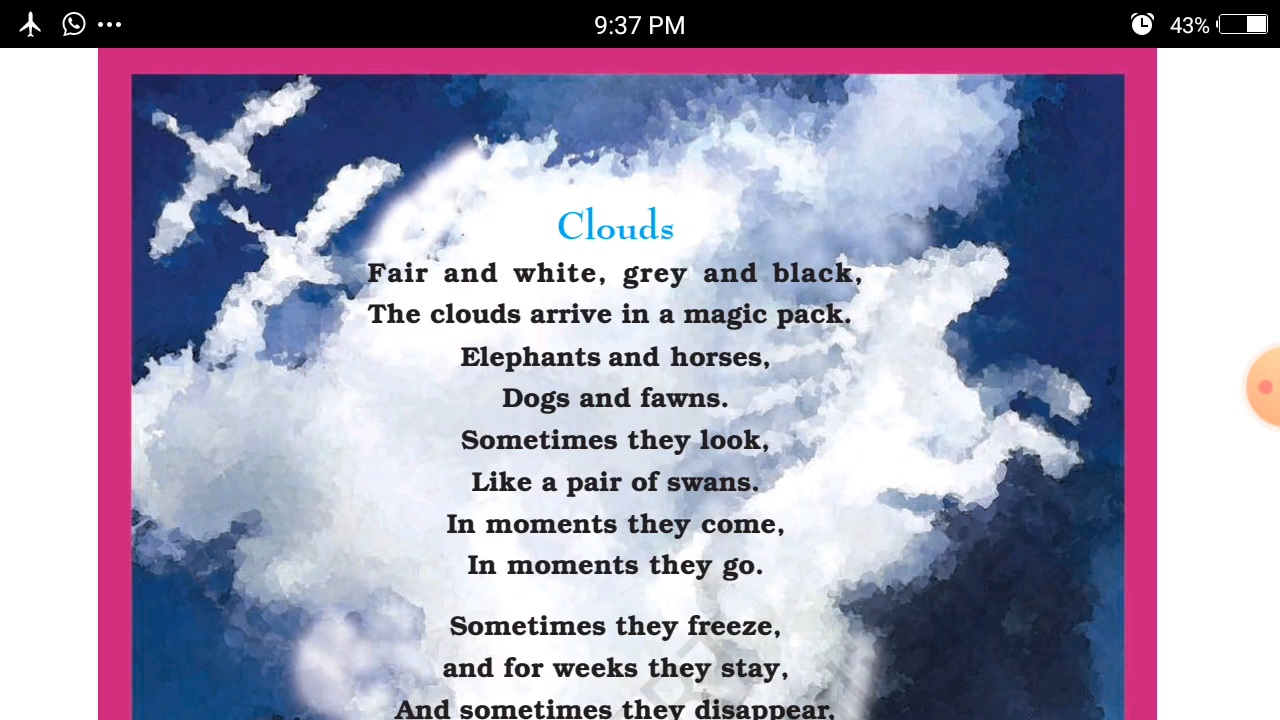 9:37 PM
43%
Clouds
Fair and white, grey and black,
The clouds arrive in a magic pack.
Elephants and horses,
Dogs and fawns.
Sometimes they look,
Like a pair of swans.
In moments they come,
In moments they go.
Sometimes they freeze,
and for weeks they stay,
And sometimes they disappear,